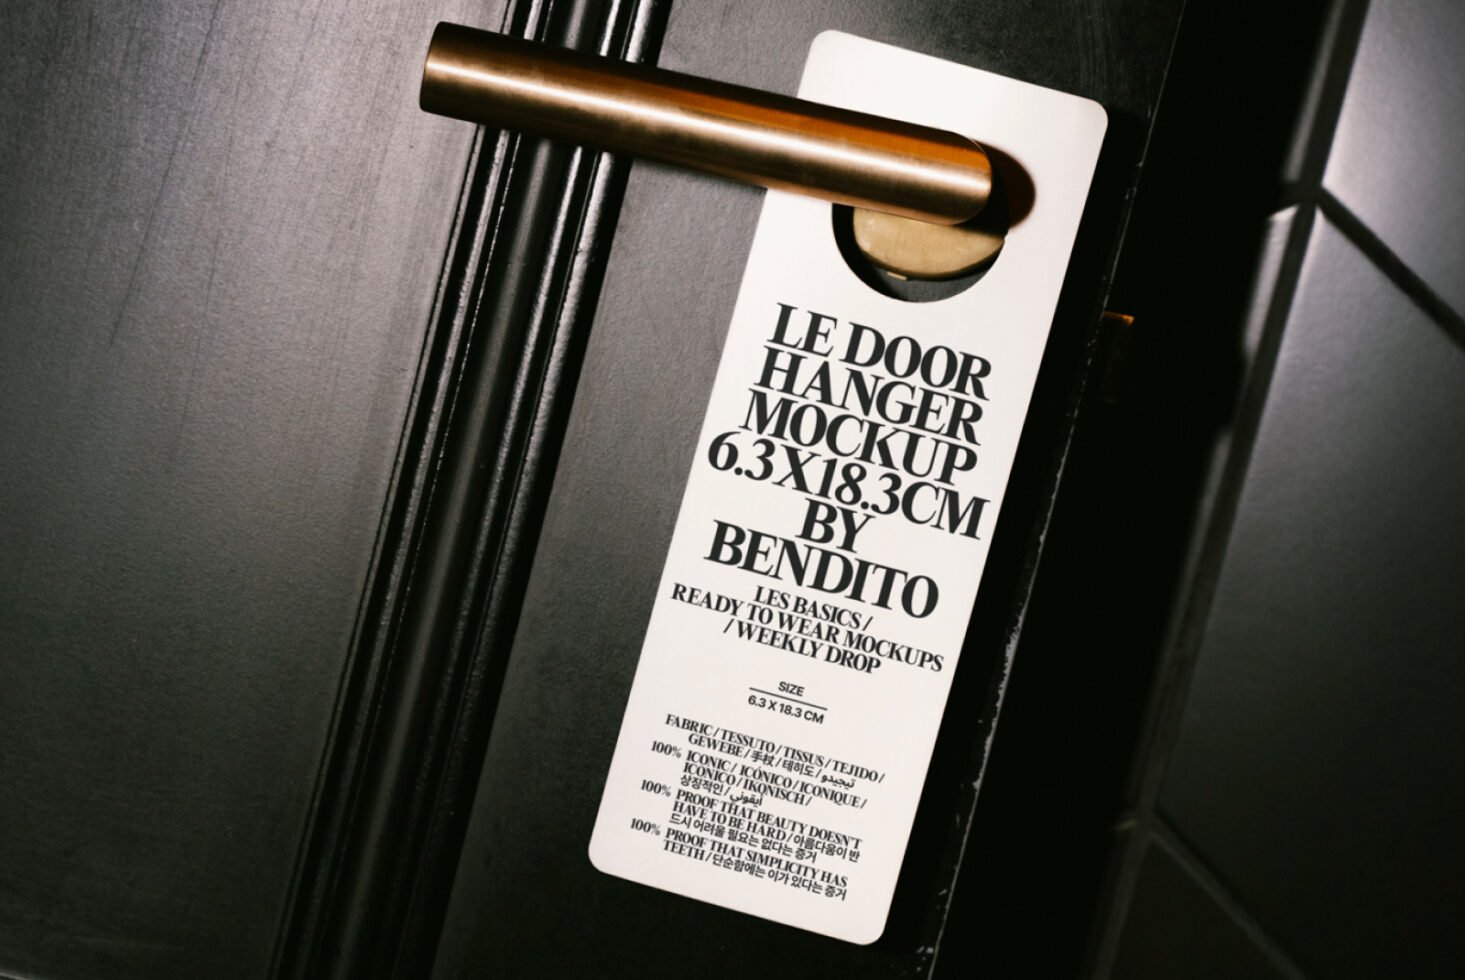 LE DOOR
HANGER
MOCKUP
6.3X18.3CM
BY
BENDITO
LES BASICS /
READY TO WEAR MOCKUPS
/ WEEKLY DROP
SIZE
6.3 X 18.3 CM
FABRIC / TESSUTO / TISSUS / TEJIDO /
GEWEBE / 手杖 / 테히도 / تيجيدو
100% ICONIC / ICÓNICO / ICONIQUE /
ICONICO / IKONISCH /
상징적인 / أيقوني
100% PROOF THAT BEAUTY DOESN'T
HAVE TO BE HARD / 아름다움이 반
드시 어려울 필요는 없다는 증거
100% PROOF THAT SIMPLICITY HAS
TEETH / 단순함에는 이가 있다는 증거